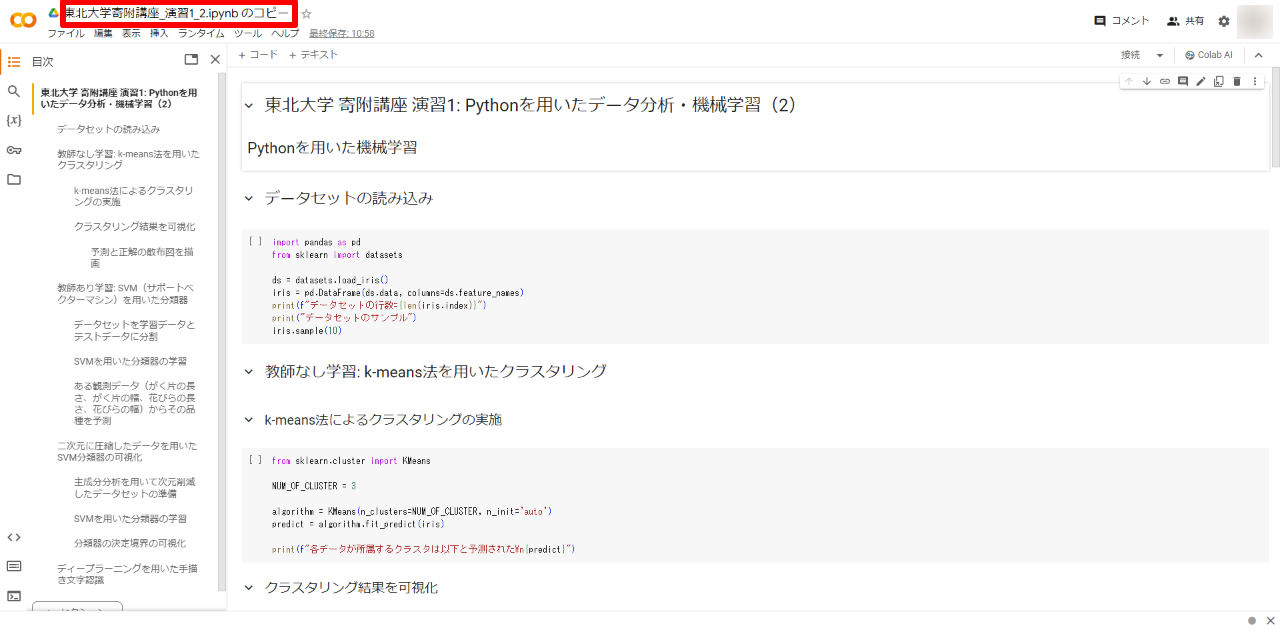 東北大学寄附講座_演習1_2.ipynb のコピー
ファイル 編集 表示 挿入 ランタイム ツール ヘルプ 最終保存: 10:58
コメント 共有
目次
+ コード + テキスト
接続 Colab AI
東北大学 寄附講座 演習1: Pythonを用
いたデータ分析・機械学習（2）
データセットの読み込み
教師なし学習: k-means法を用いた
クラスタリング
k-means法によるクラスタリ
ングの実施
クラスタリング結果を可視化
予測と正解の散布図を描
画
教師あり学習: SVM（サポートベ
クターマシン）を用いた分類器
データセットを学習データと
テストデータに分割
SVMを用いた分類器の学習
ある観測データ（がく片の長
さ、がく片の幅、花びらの長
さ、花びらの幅）からその品
種を予測
二次元に圧縮したデータを用いた
SVM分類器の可視化
主成分分析を用いて次元削減
したデータセットの準備
SVMを用いた分類器の学習
分類器の決定境界の可視化
ディープラーニングを用いた手描
き文字認識
東北大学 寄附講座 演習1: Pythonを用いたデータ分析・機械学習（2）
Pythonを用いた機械学習
データセットの読み込み
[ ] import pandas as pd
from sklearn import datasets
ds = datasets.load_iris()
iris = pd.DataFrame(ds.data, columns=ds.feature_names)
print(f"データセットの行数={len(iris.index)}")
print("データセットのサンプル")
iris.sample(10)
教師なし学習: k-means法を用いたクラスタリング
k-means法によるクラスタリングの実施
[ ] from sklearn.cluster import KMeans
NUM_OF_CLUSTER = 3
algorithm = KMeans(n_clusters=NUM_OF_CLUSTER, n_init='auto')
predict = algorithm.fit_predict(iris)
print(f"各データが所属するクラスタは以下と予測された¥n{predict}")
クラスタリング結果を可視化